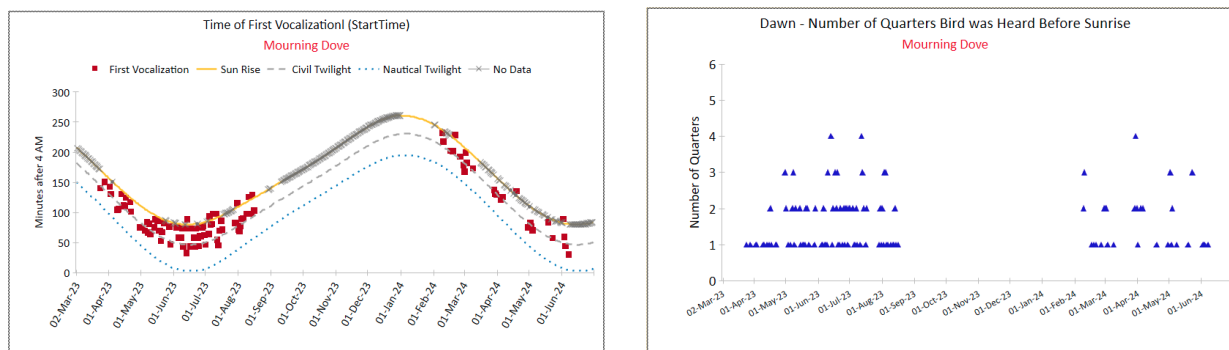 Time of First Vocalizationl (StartTime)
Mourning Dove
First Vocalization Sun Rise Civil Twilight Nautical Twilight No Data
Minutes after 4 AM
300
250
200
150
100
50
0
02-Mar-23
01-Apr-23
01-May-23
01-Jun-23
01-Jul-23
01-Aug-23
01-Sep-23
01-Oct-23
01-Nov-23
01-Dec-23
01-Jan-24
01-Feb-24
01-Mar-24
01-Apr-24
01-May-24
01-Jun-24
Dawn - Number of Quarters Bird was Heard Before Sunrise
Mourning Dove
Number of Quarters
6
5
4
3
2
1
0
02-Mar-23
01-Apr-23
01-May-23
01-Jun-23
01-Jul-23
01-Aug-23
01-Sep-23
01-Oct-23
01-Nov-23
01-Dec-23
01-Jan-24
01-Feb-24
01-Mar-24
01-Apr-24
01-May-24
01-Jun-24